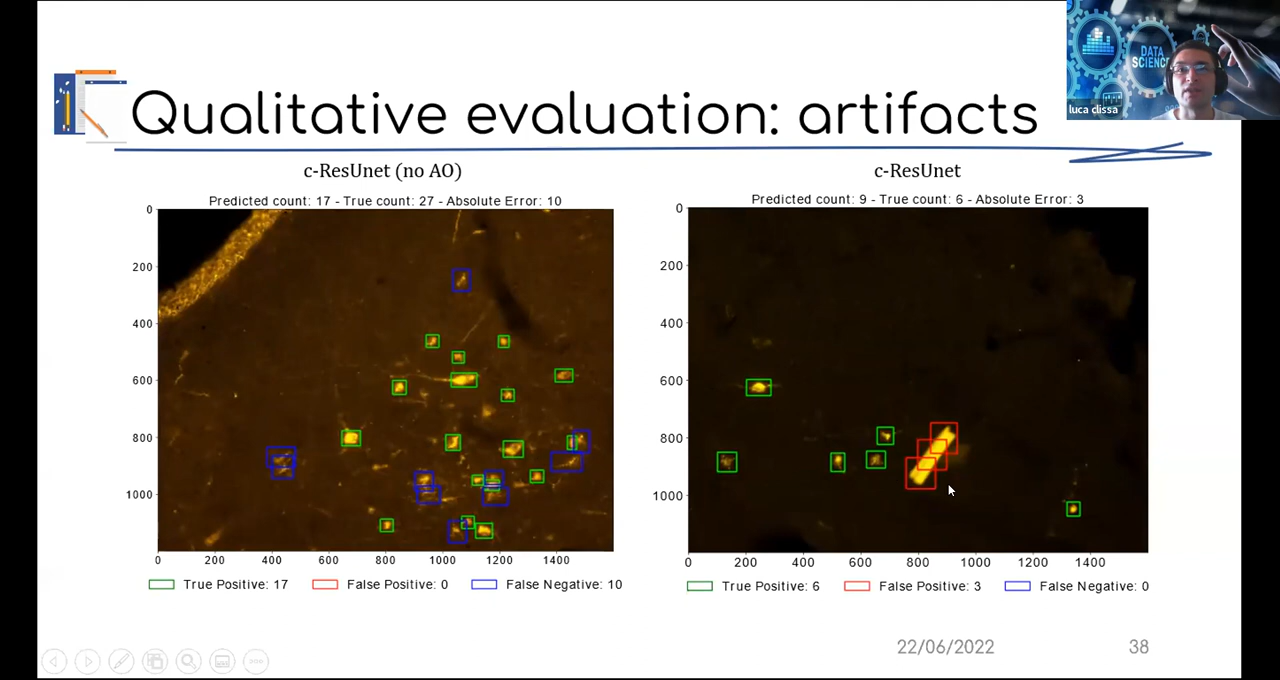 DATA
SCIENCE
luca clissa
Qualitative evaluation: artifacts
c-ResUnet (no AO)
Predicted count: 17 - True count: 27 - Absolute Error: 10
0
200
400
600
800
1000
0 200 400 600 800 1000 1200 1400
True Positive: 17 False Positive: 0 False Negative: 10
c-ResUnet
Predicted count: 9 - True count: 6 - Absolute Error: 3
0
200
400
600
800
1000
0 200 400 600 800 1000 1200 1400
True Positive: 6 False Positive: 3 False Negative: 0
22/06/2022 38